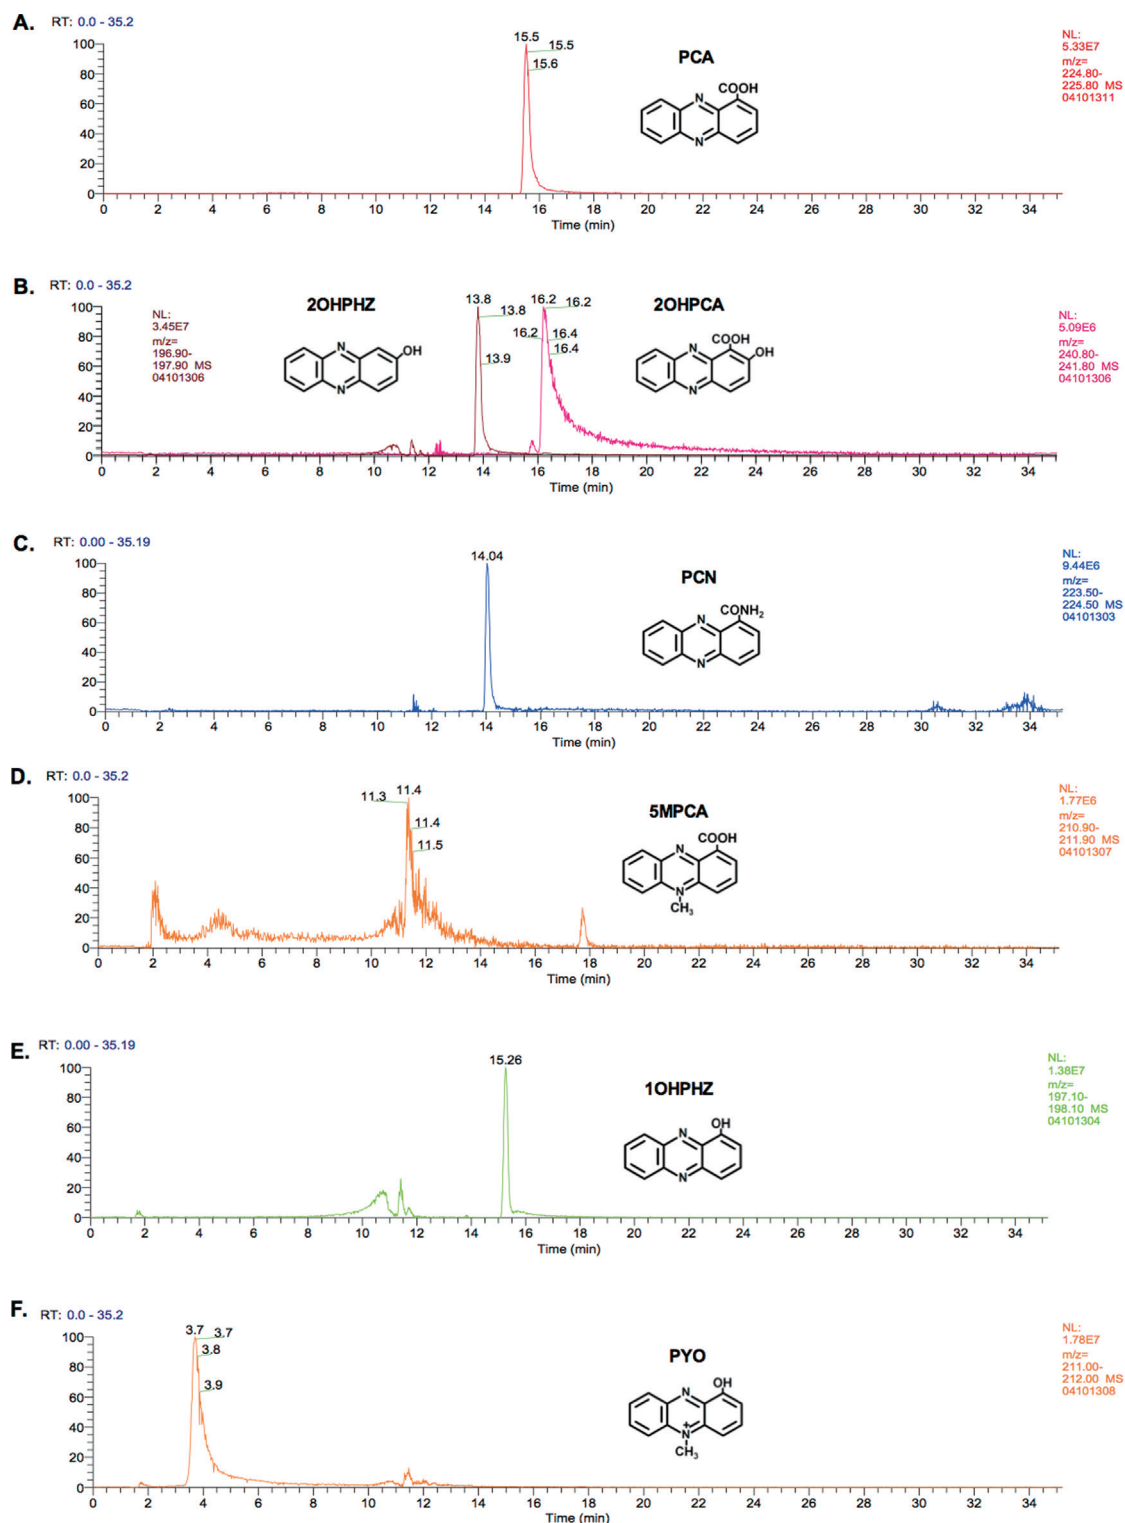 A.
RT: 0.0 - 35.2
15.5
15.5
15.6
PCA
COOH
N
N
NL:
5.33E7
m/z=
224.80-
225.80 MS
04101311
100
80
60
40
20
0
0 2 4 6 8 10 12 14 16 18 20 22 24 26 28 30 32 34
Time (min)
B.
RT: 0.0 - 35.2
NL:
3.45E7
m/z=
196.90-
197.90 MS
04101306
2OHPHZ
N
OH
N
13.8
13.8
13.9
16.2
16.2
16.2
16.4
16.4
2OHPCA
COOH
N
OH
N
NL:
5.09E6
m/z=
240.80-
241.80 MS
04101306
100
80
60
40
20
0
0 2 4 6 8 10 12 14 16 18 20 22 24 26 28 30 32 34
Time (min)
C.
RT: 0.00 - 35.19
14.04
PCN
CONH₂
N
N
NL:
9.44E6
m/z=
223.50-
224.50 MS
04101303
100
80
60
40
20
0
0 2 4 6 8 10 12 14 16 18 20 22 24 26 28 30 32 34
Time (min)
D.
RT: 0.0 - 35.2
11.3
11.4
11.4
11.5
5MPCA
COOH
N
N
CH₃
NL:
1.77E6
m/z=
210.90-
211.90 MS
04101307
100
80
60
40
20
0
0 2 4 6 8 10 12 14 16 18 20 22 24 26 28 30 32 34
Time (min)
E.
RT: 0.00 - 35.19
15.26
1OHPHZ
OH
N
N
NL:
1.38E7
m/z=
197.10-
198.10 MS
04101304
100
80
60
40
20
0
0 2 4 6 8 10 12 14 16 18 20 22 24 26 28 30 32 34
Time (min)
F.
RT: 0.0 - 35.2
3.7
3.7
3.8
3.9
PYO
OH
N
N+
CH₃
NL:
1.78E7
m/z=
211.00-
212.00 MS
04101308
100
80
60
40
20
0
0 2 4 6 8 10 12 14 16 18 20 22 24 26 28 30 32 34
Time (min)